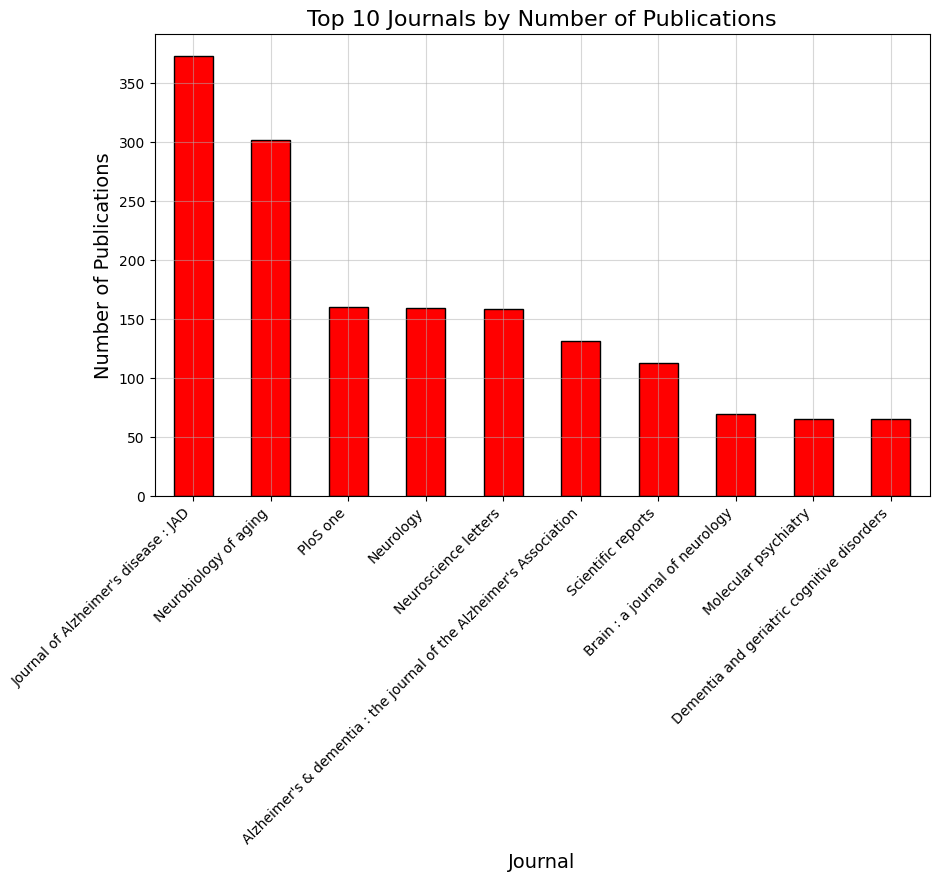 Top 10 Journals by Number of Publications
Number of Publications
350
300
250
200
150
100
50
0
Journal of Alzheimer's disease : JAD
Neurobiology of aging
PloS one
Neurology
Neuroscience letters
Alzheimer's & dementia : the journal of the Alzheimer's Association
Scientific reports
Brain : a journal of neurology
Molecular psychiatry
Dementia and geriatric cognitive disorders
Journal